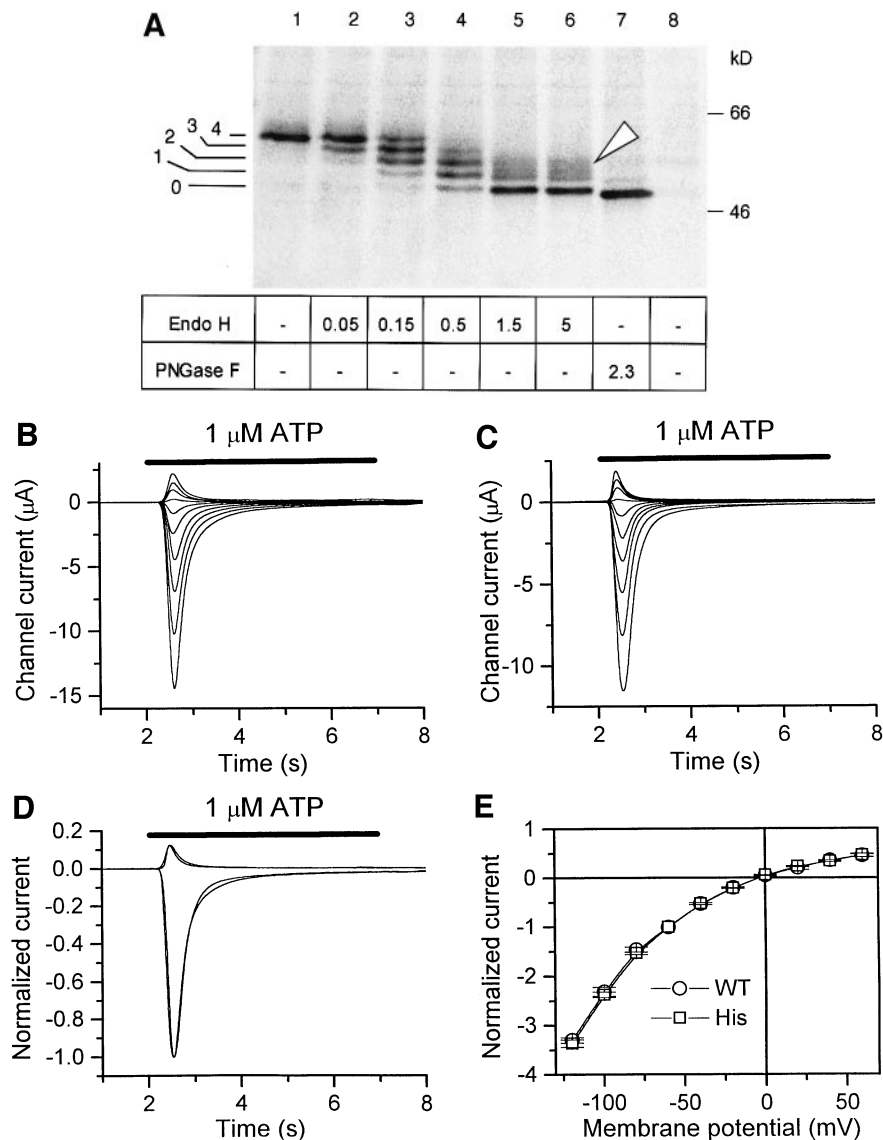 A
1 2 3 4 5 6 7 8
kD
66
46
4
3
2
1
0
Endo H - 0.05 0.15 0.5 1.5 5 - -
PNGase F - - - - - - 2.3 -
B
1 μM ATP
Channel current (μA)
0
-5
-10
-15
2 4 6 8
Time (s)
C
1 μM ATP
Channel current (μA)
0
-5
-10
2 4 6 8
Time (s)
D
1 μM ATP
Normalized current
0.2
0.0
-0.2
-0.4
-0.6
-0.8
-1.0
2 4 6 8
Time (s)
E
Normalized current
1
0
-1
-2
-3
-4
WT
His
-100 -50 0 50
Membrane potential (mV)